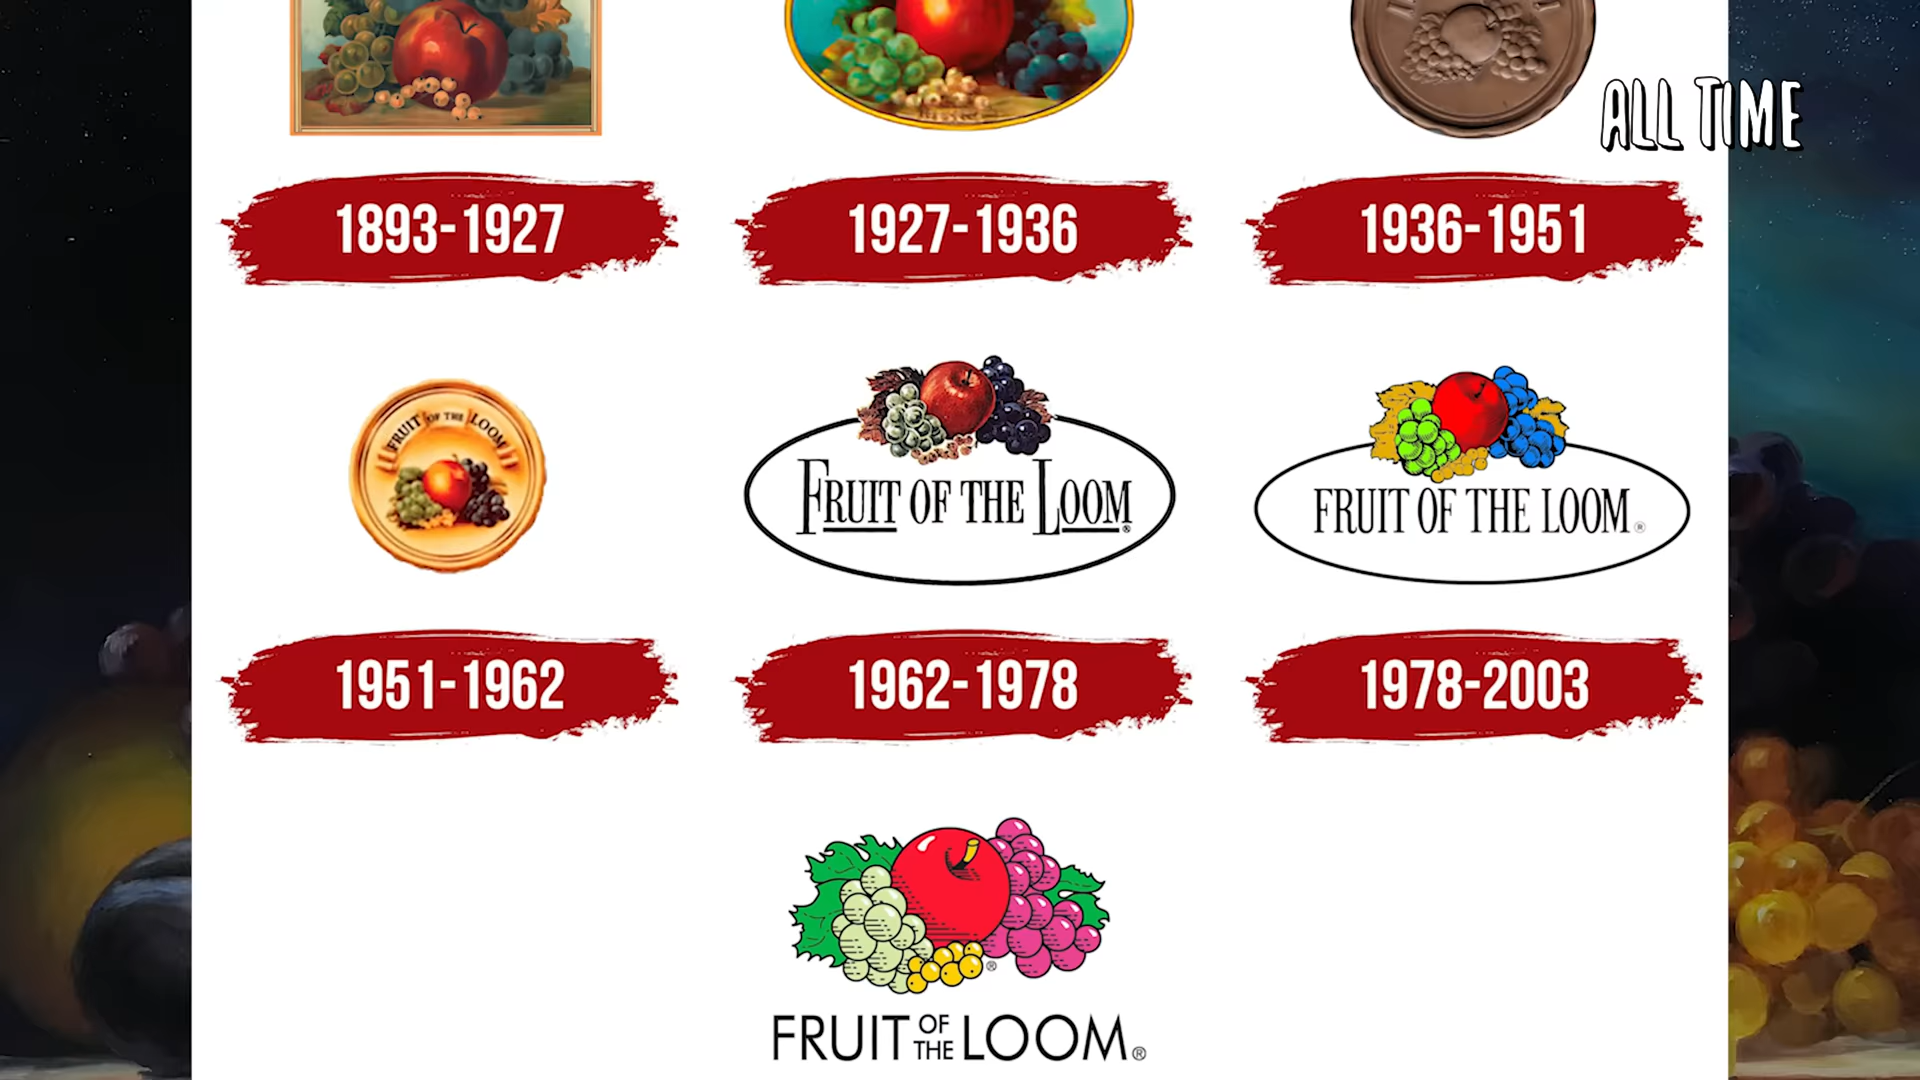 ALL TIME
1893-1927
1927-1936
1936-1951
FRUIT OF THE LOOM
FRUIT OF THE LOOM®
FRUIT OF THE LOOM®
1951-1962
1962-1978
1978-2003
®
FRUIT OF THE LOOM®